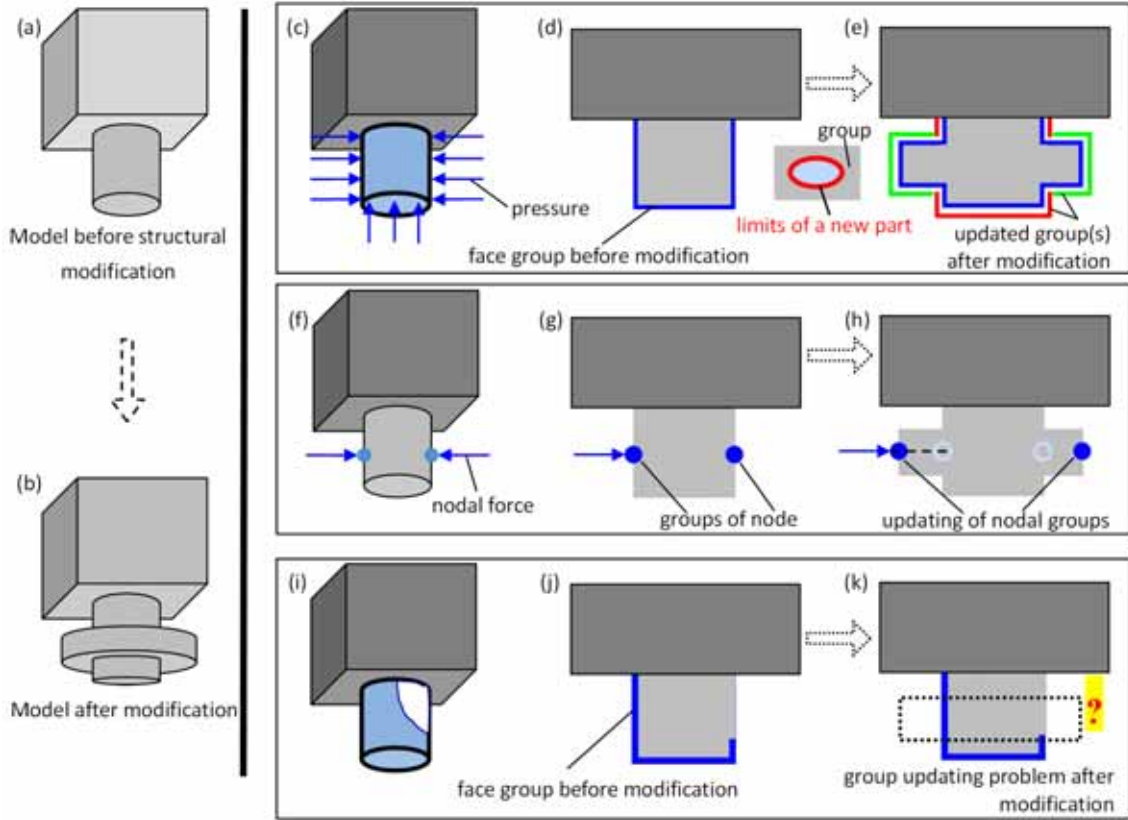 (a)
Model before structural
modification
(b)
Model after modification
(c)
pressure
(d)
group
limits of a new part
face group before modification
(e)
updated group(s)
after modification
(f)
nodal force
(g)
groups of node
(h)
updating of nodal groups
(i)
(j)
face group before modification
(k)
?
group updating problem after
modification